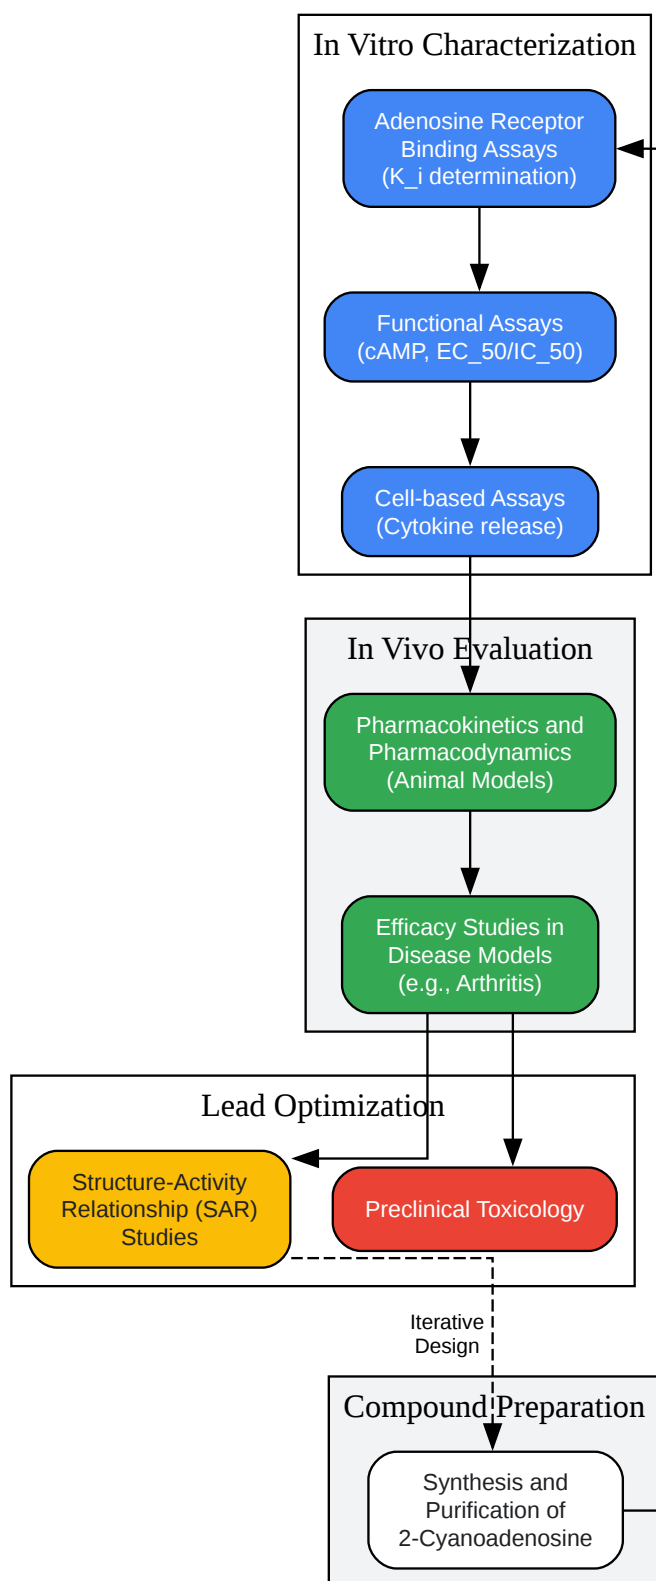 In Vitro Characterization
Adenosine Receptor
Binding Assays
(K_i determination)
Functional Assays
(cAMP, EC_50/IC_50)
Cell-based Assays
(Cytokine release)
In Vivo Evaluation
Pharmacokinetics and
Pharmacodynamics
(Animal Models)
Efficacy Studies in
Disease Models
(e.g., Arthritis)
Lead Optimization
Structure-Activity
Relationship (SAR)
Studies
Preclinical Toxicology
Iterative
Design
Compound Preparation
Synthesis and
Purification of
2-Cyanoadenosine